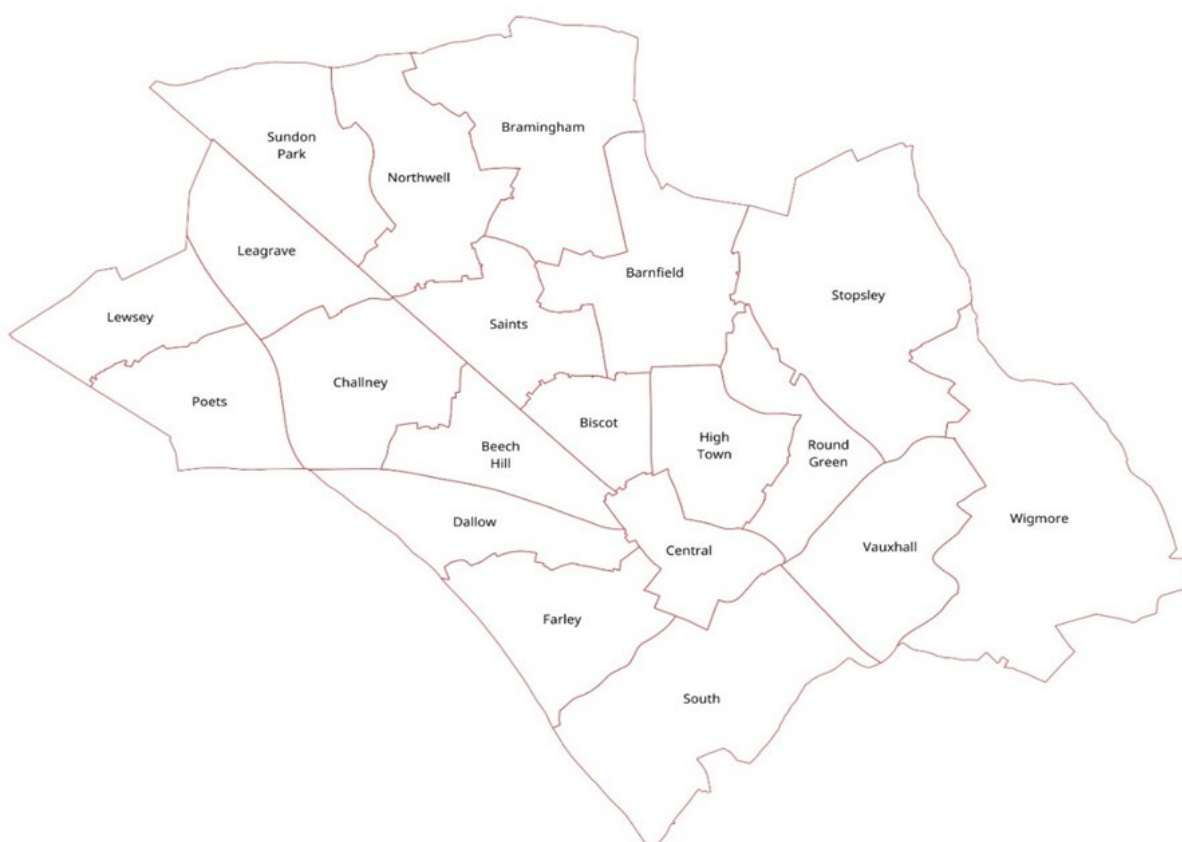 Bramingham
Sundon
Park
Northwell
Leagrave
Barnfield
Stopsley
Lewsey
Saints
Challney
Poets
Biscot
High
Town
Round
Green
Beech
Hill
Dallow
Central
Vauxhall
Wigmore
Farley
South